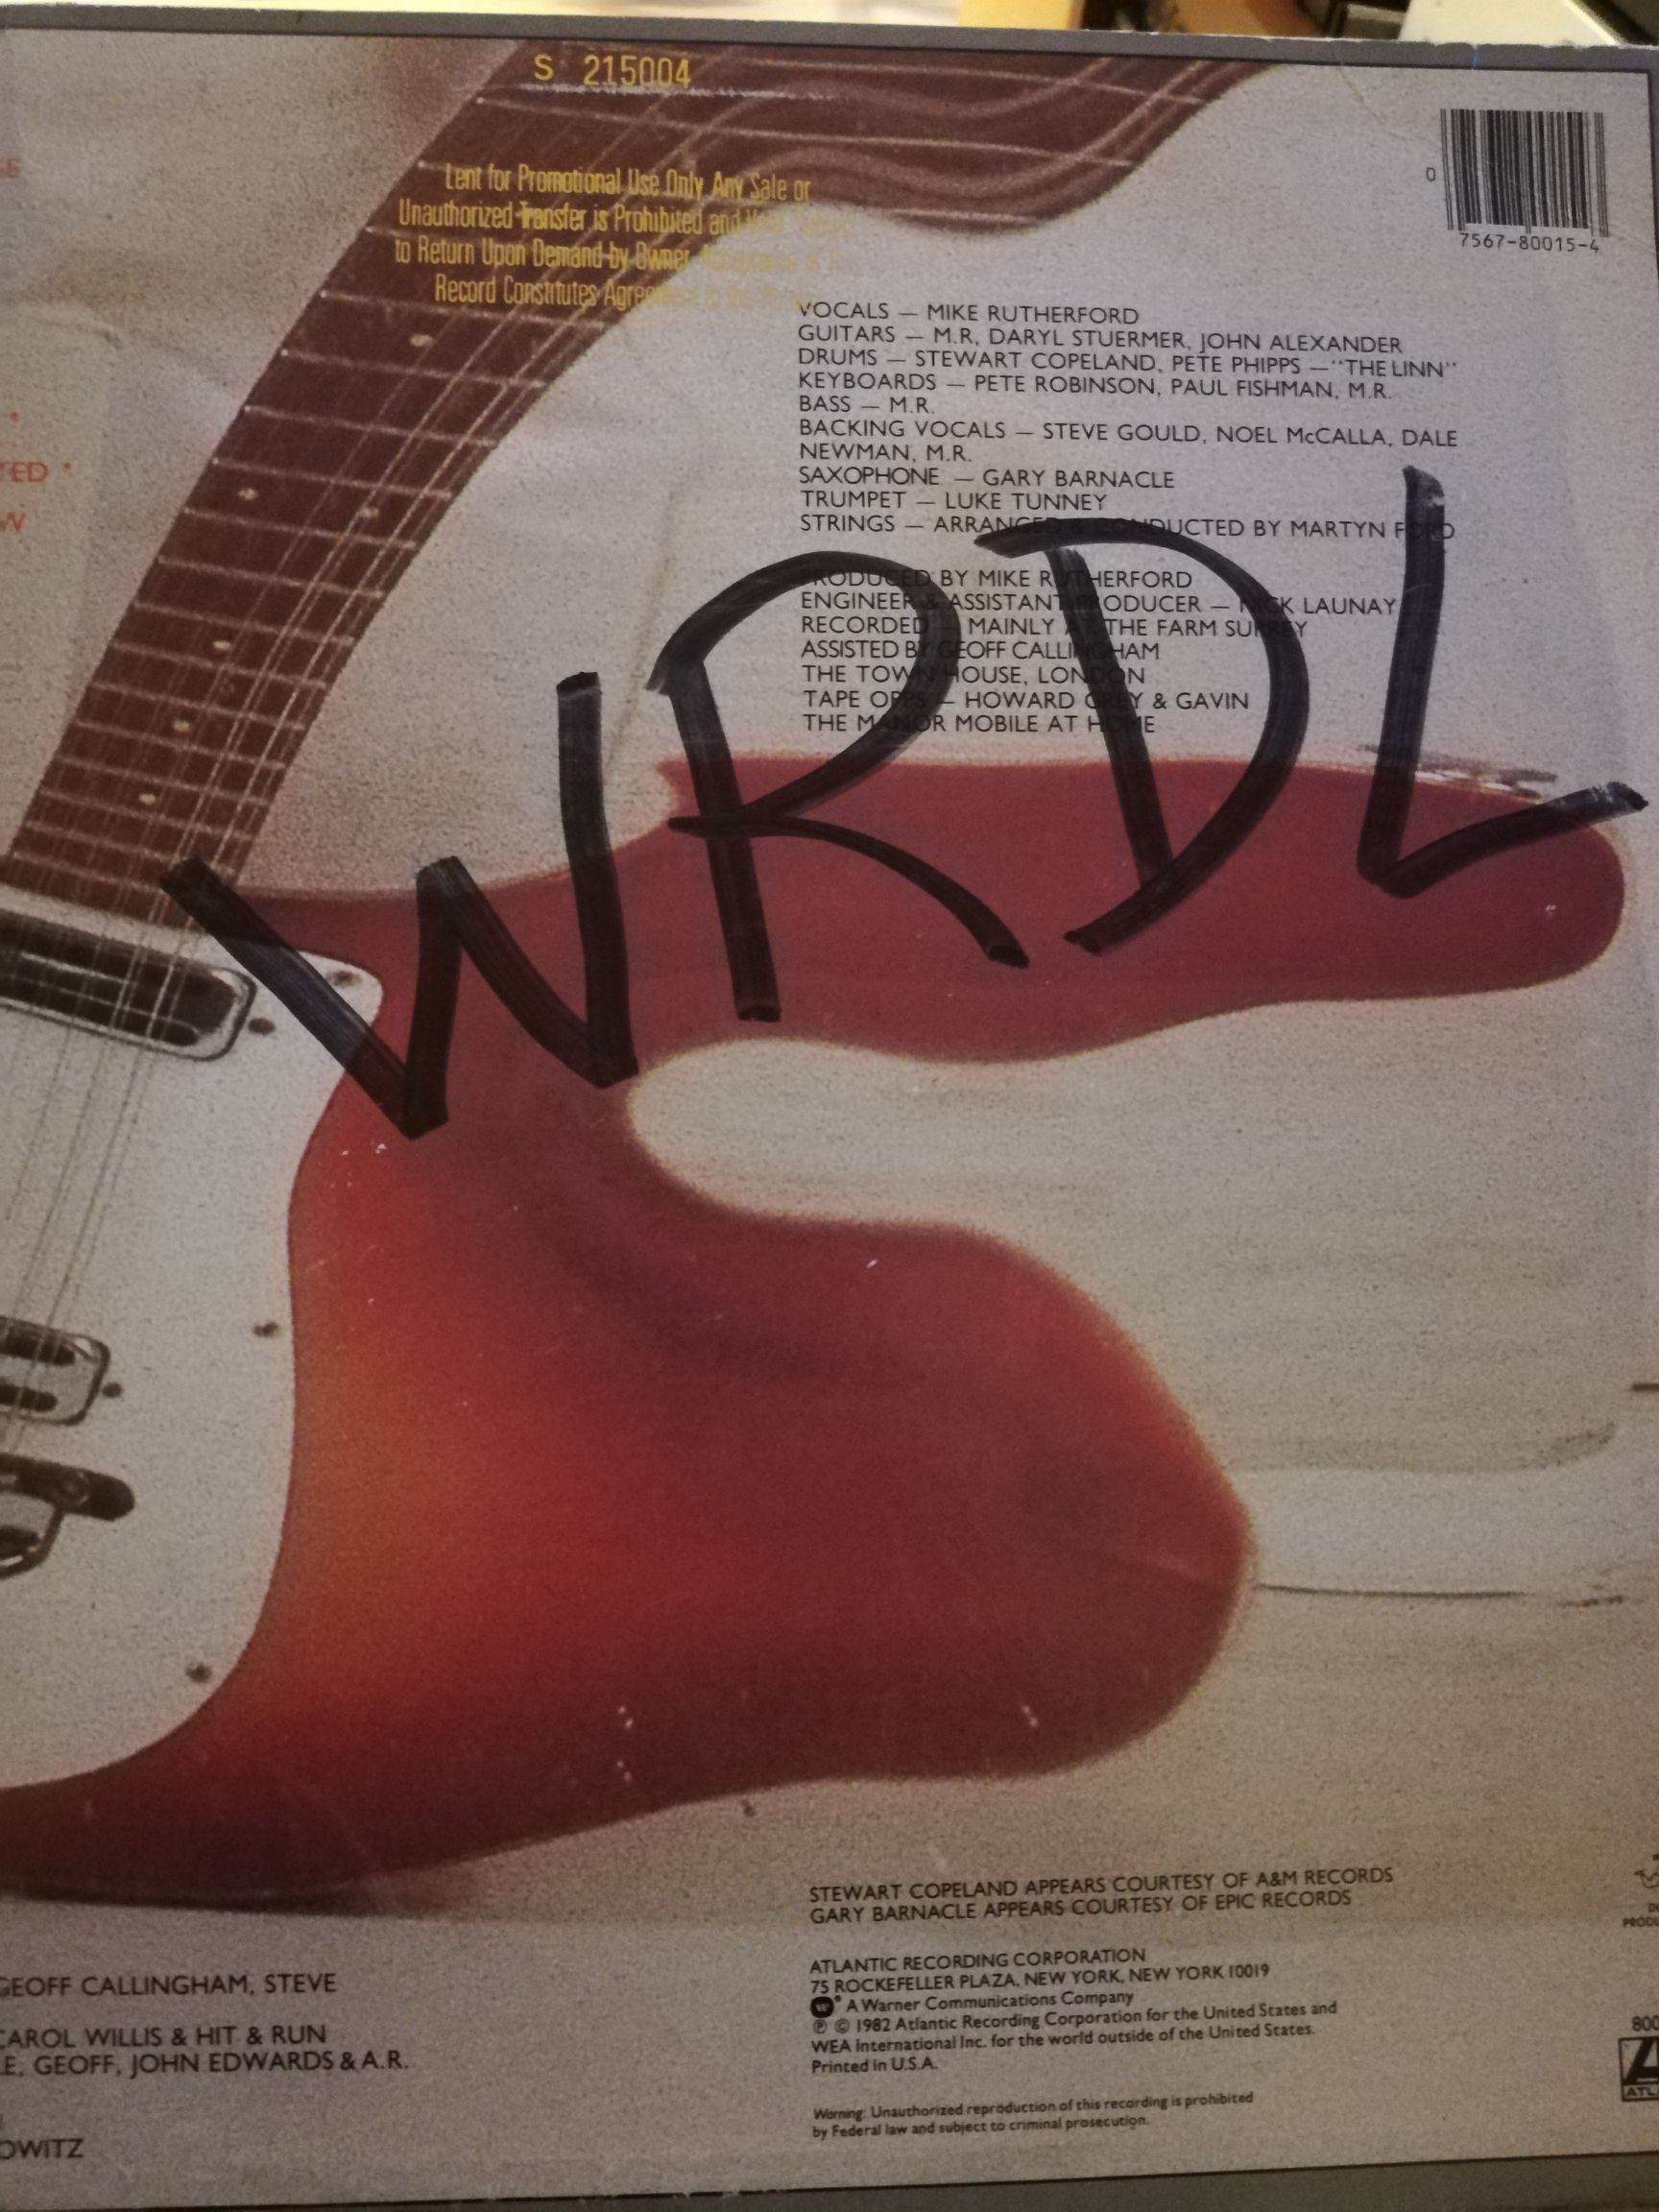 S 215004
Lent for Promotional Use Only Any Sale or
Unauthorized Transfer is Prohibited and
to Return Upon Demand by Owner
Record Constitutes
0
7567-80015-4
VOCALS — MIKE RUTHERFORD
GUITARS — M.R, DARYL STUERMER, JOHN ALEXANDER
DRUMS — STEWART COPELAND, PETE PHIPPS —"THE LINN"
KEYBOARDS — PETE ROBINSON, PAUL FISHMAN, M.R.
BASS — M.R.
BACKING VOCALS — STEVE GOULD, NOEL McCALLA, DALE
NEWMAN, M.R.
SAXOPHONE — GARY BARNACLE
TRUMPET — LUKE TUNNEY
STRINGS — ARRANGED & CONDUCTED BY MARTYN FORD
PRODUCED BY MIKE RUTHERFORD
ENGINEER & ASSISTANT PRODUCER — NICK LAUNAY
RECORDED — MAINLY AT THE FARM SURREY
ASSISTED BY GEOFF CALLINGHAM
THE TOWN HOUSE, LONDON
TAPE OPPS — HOWARD GREY & GAVIN
THE MANOR MOBILE AT HOME
WRDL
STEWART COPELAND APPEARS COURTESY OF A&M RECORDS
GARY BARNACLE APPEARS COURTESY OF EPIC RECORDS
ATLANTIC RECORDING CORPORATION
75 ROCKEFELLER PLAZA, NEW YORK, NEW YORK 10019
A Warner Communications Company
℗ © 1982 Atlantic Recording Corporation for the United States and
WEA International Inc. for the world outside of the United States.
Printed in U.S.A.
Warning: Unauthorized reproduction of this recording is prohibited
by Federal law and subject to criminal prosecution.
GEOFF CALLINGHAM, STEVE
CAROL WILLIS & HIT & RUN
GEOFF, JOHN EDWARDS & A.R.